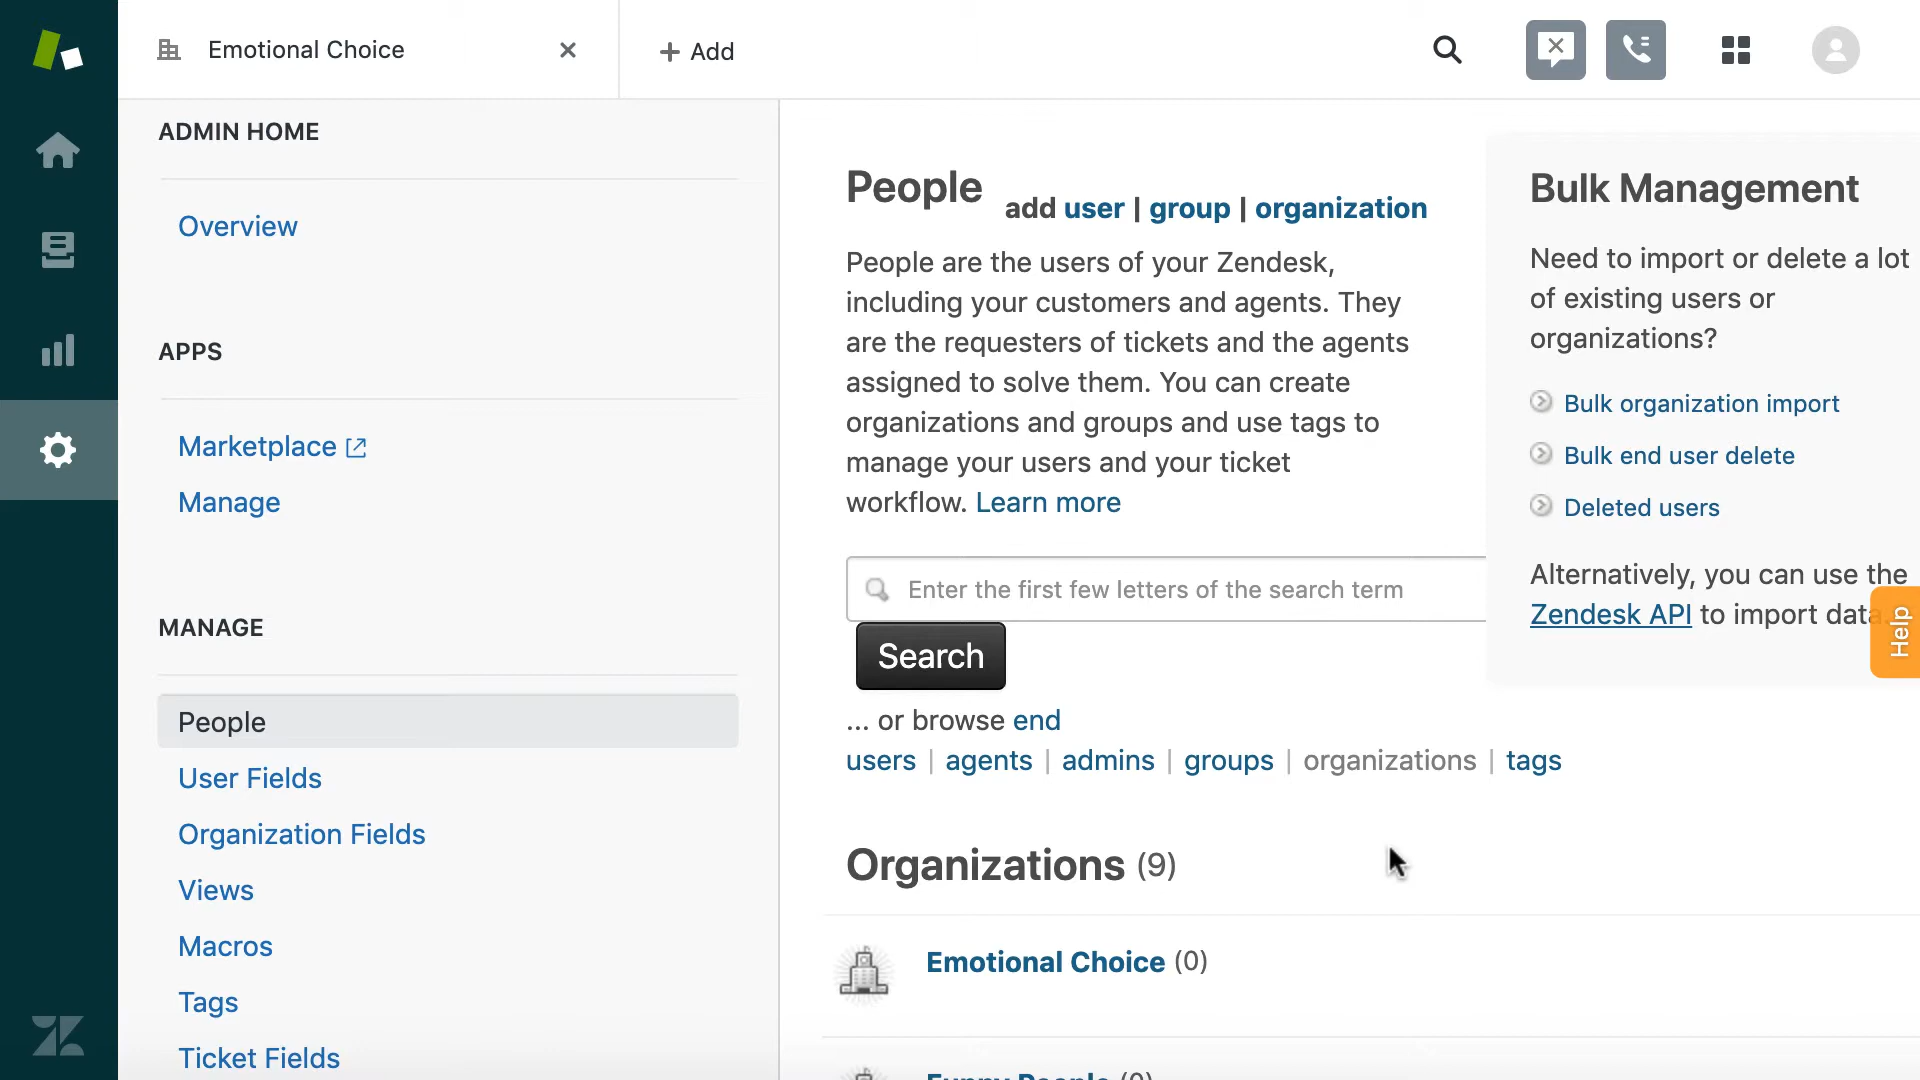 Emotional Choice
Add
ADMIN HOME
Overview
APPS
Marketplace
Manage
MANAGE
People
User Fields
Organization Fields
Views
Macros
Tags
Ticket Fields
People add user | group | organization
People are the users of your Zendesk,
including your customers and agents. They
are the requesters of tickets and the agents
assigned to solve them. You can create
organizations and groups and use tags to
manage your users and your ticket
workflow. Learn more
Enter the first few letters of the search term
Search
... or browse end
users | agents | admins | groups | organizations | tags
Organizations (9)
Emotional Choice (0)
Funny People (0)
Bulk Management
Need to import or delete a lot
of existing users or
organizations?
Bulk organization import
Bulk end user delete
Deleted users
Alternatively, you can use the
Zendesk API to import data.
Help